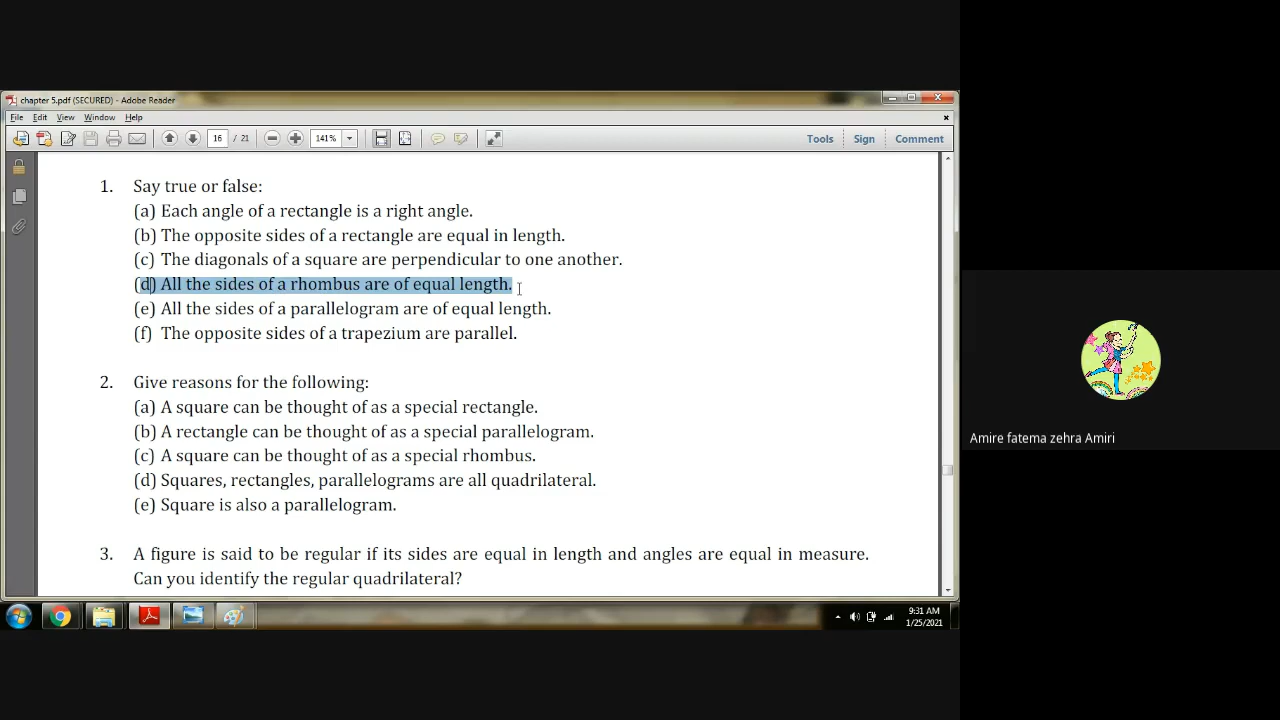 chapter 5.pdf (SECURED) - Adobe Reader
File Edit View Window Help
16 / 21 141% Tools Sign Comment
1. Say true or false:
(a) Each angle of a rectangle is a right angle.
(b) The opposite sides of a rectangle are equal in length.
(c) The diagonals of a square are perpendicular to one another.
(d) All the sides of a rhombus are of equal length.
(e) All the sides of a parallelogram are of equal length.
(f) The opposite sides of a trapezium are parallel.
2. Give reasons for the following:
(a) A square can be thought of as a special rectangle.
(b) A rectangle can be thought of as a special parallelogram.
(c) A square can be thought of as a special rhombus.
(d) Squares, rectangles, parallelograms are all quadrilateral.
(e) Square is also a parallelogram.
3. A figure is said to be regular if its sides are equal in length and angles are equal in measure.
Can you identify the regular quadrilateral?
9:31 AM
1/25/2021
Amire fatema zehra Amiri